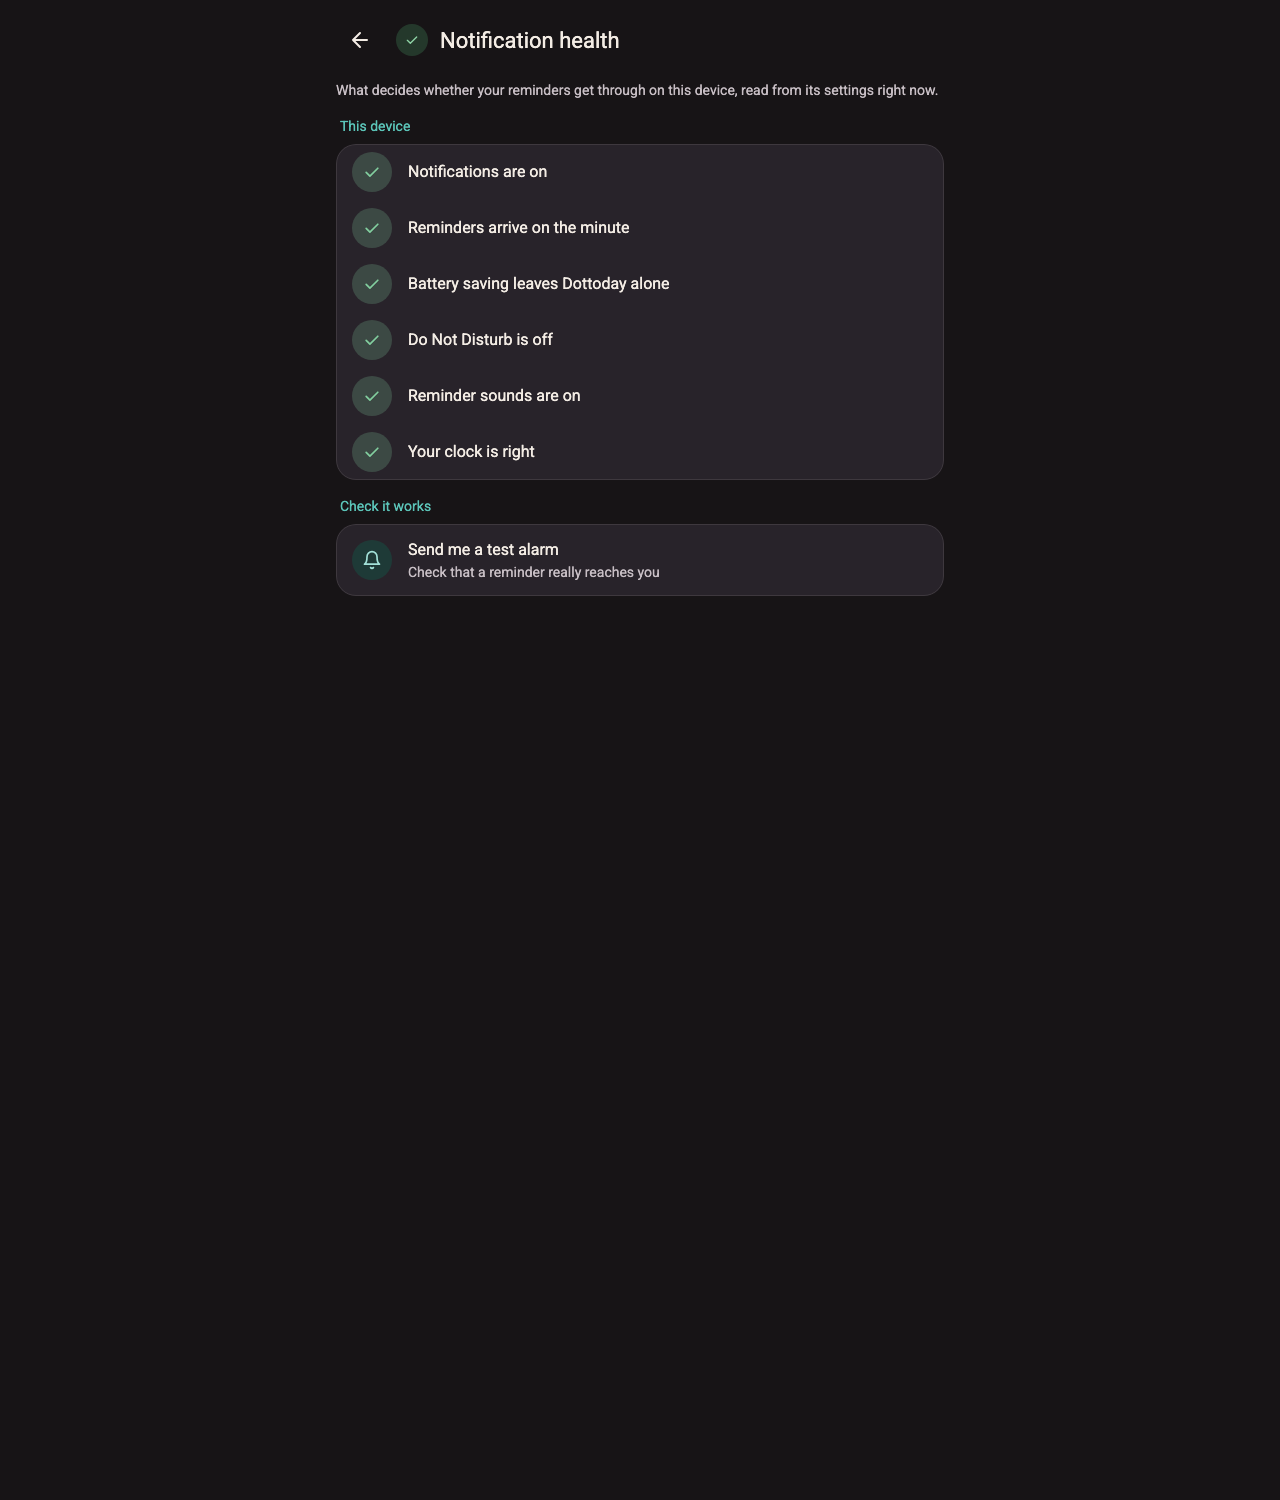 Notification health
What decides whether your reminders get through on this device, read from its settings right now.
This device
Notifications are on
Reminders arrive on the minute
Battery saving leaves Dottoday alone
Do Not Disturb is off
Reminder sounds are on
Your clock is right
Check it works
Send me a test alarm
Check that a reminder really reaches you